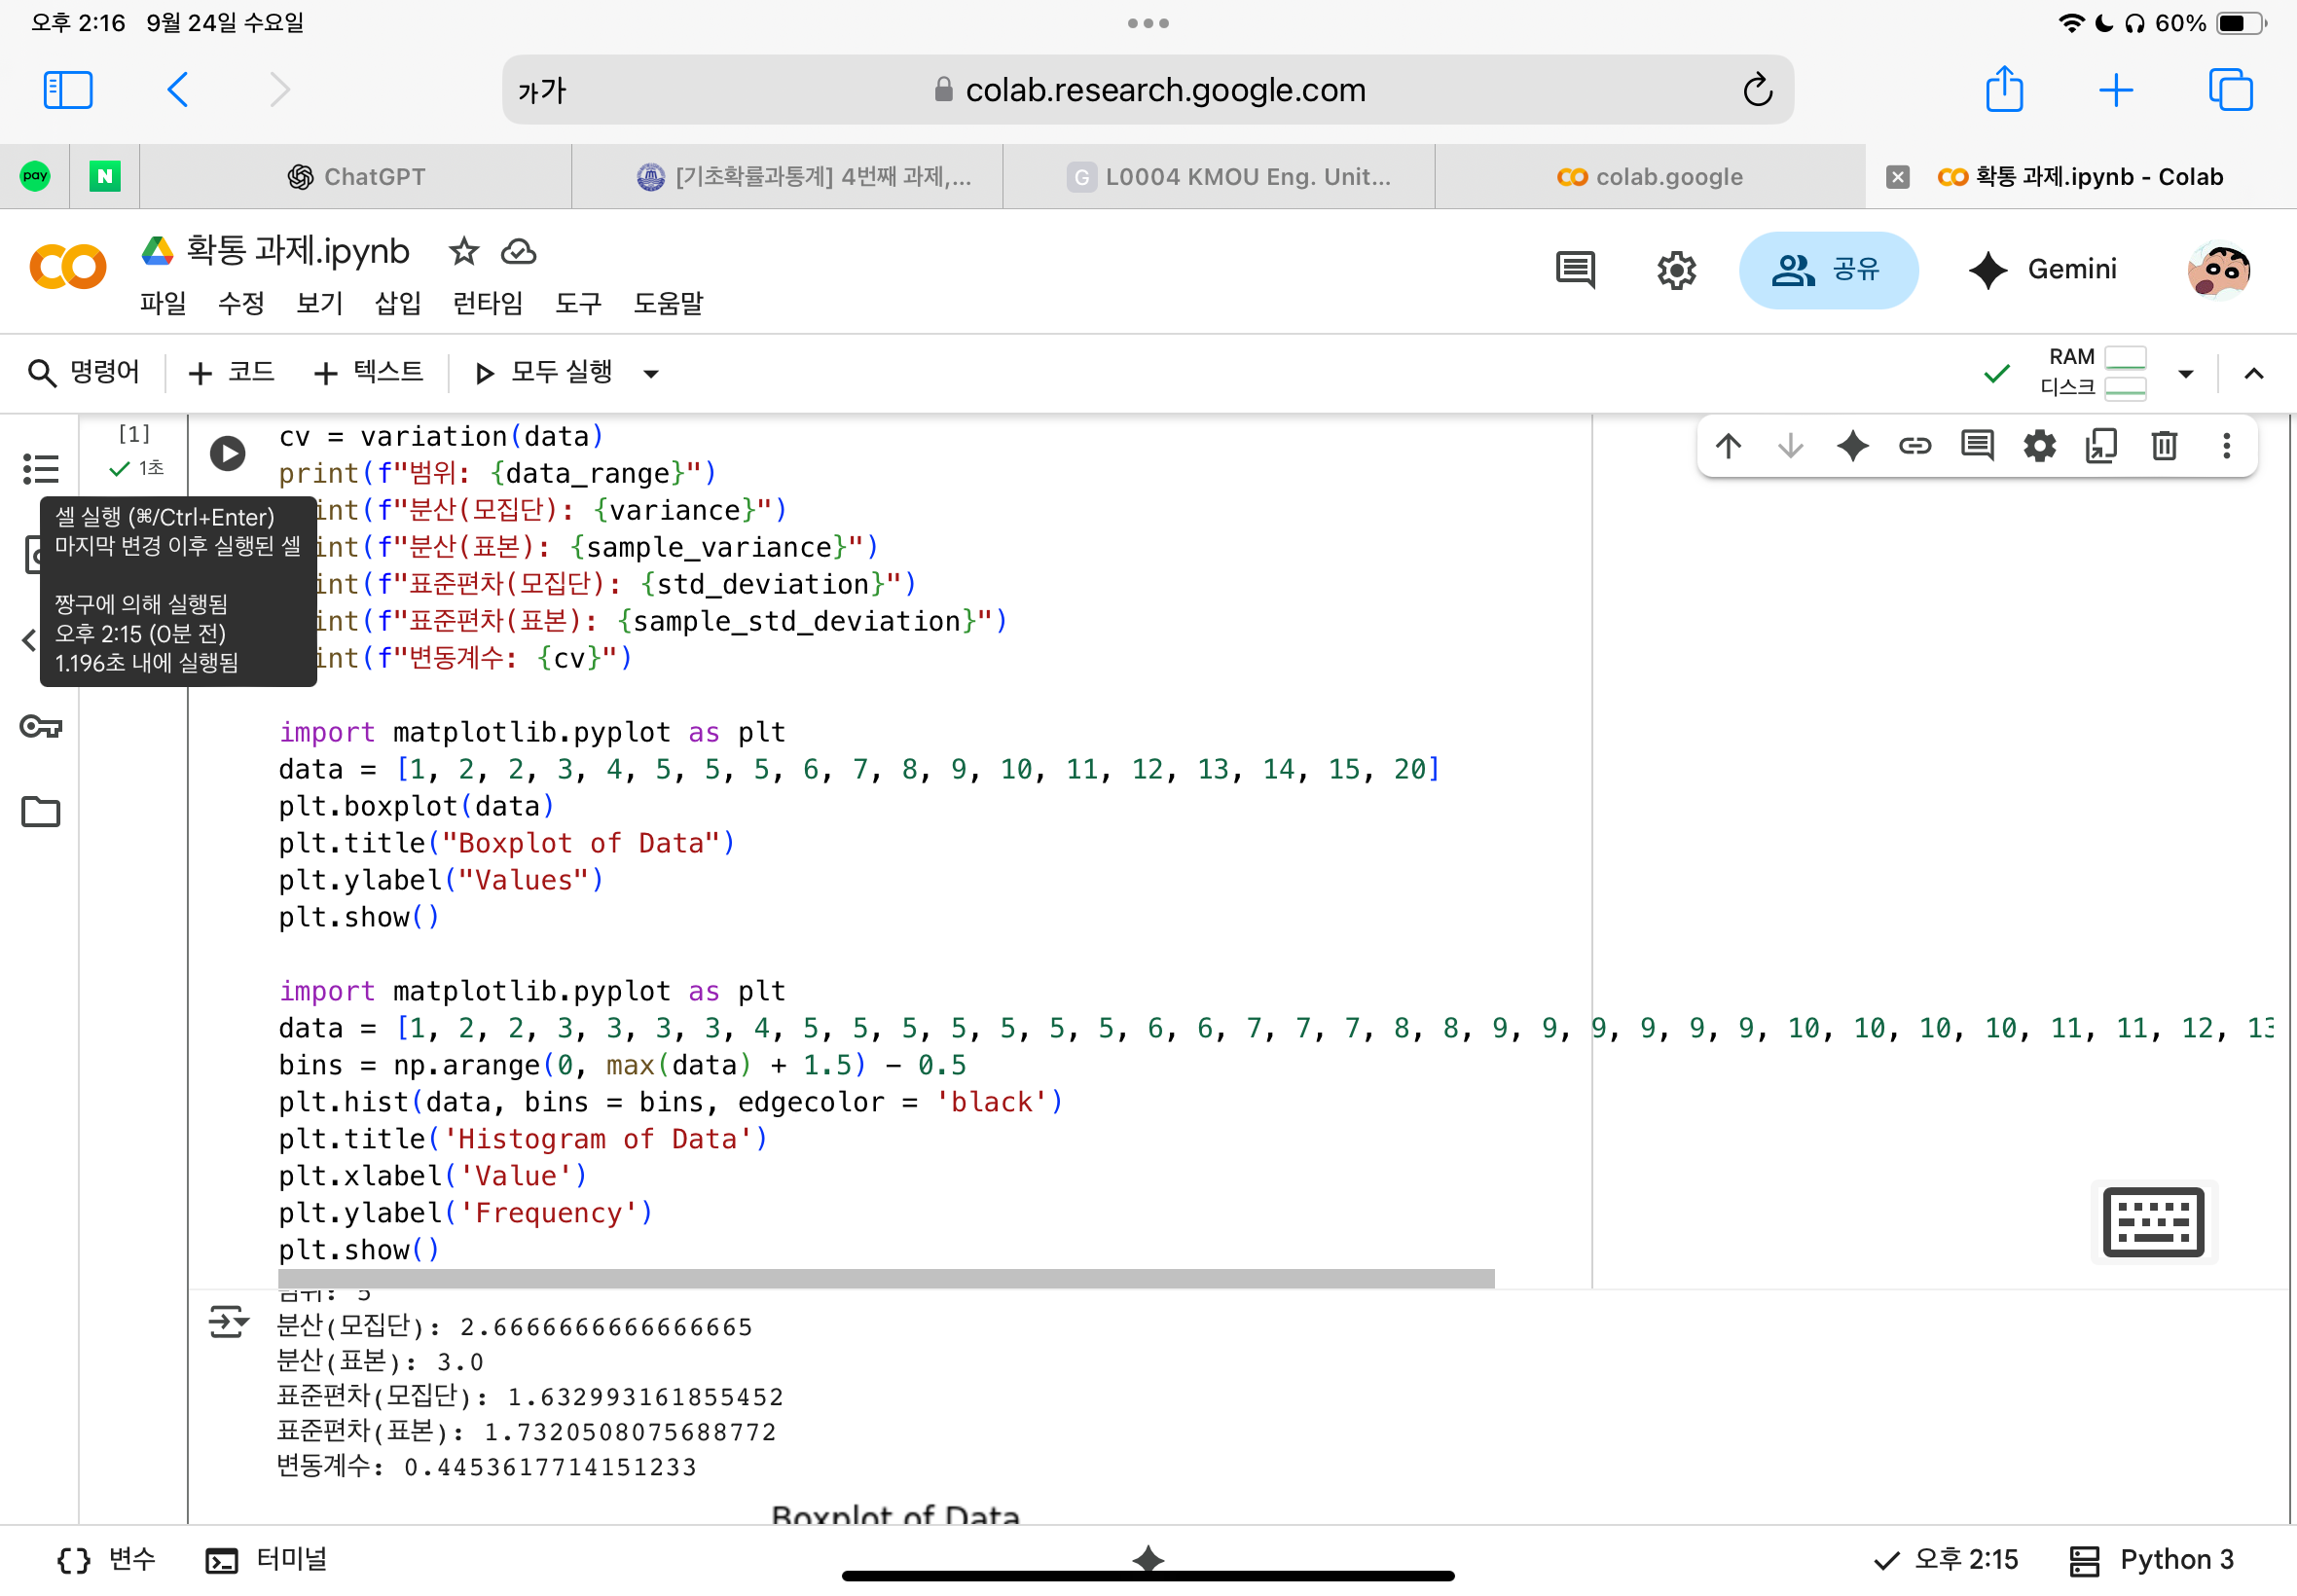 오후 2:16 9월 24일 수요일
60%
가가 colab.research.google.com
pay N ChatGPT [기초확률과통계] 4번째 과제,... G L0004 KMOU Eng. Unit... colab.google 확통 과제.ipynb - Colab
확통 과제.ipynb
파일 수정 보기 삽입 런타임 도구 도움말
공유 Gemini
명령어 + 코드 + 텍스트 모두 실행
RAM
디스크
[1]
1초
셀 실행 (⌘/Ctrl+Enter)
마지막 변경 이후 실행된 셀
짱구에 의해 실행됨
오후 2:15 (0분 전)
1.196초 내에 실행됨
cv = variation(data)
print(f"범위: {data_range}")
int(f"분산(모집단): {variance}")
int(f"분산(표본): {sample_variance}")
int(f"표준편차(모집단): {std_deviation}")
int(f"표준편차(표본): {sample_std_deviation}")
int(f"변동계수: {cv}")
import matplotlib.pyplot as plt
data = [1, 2, 2, 3, 4, 5, 5, 5, 6, 7, 8, 9, 10, 11, 12, 13, 14, 15, 20]
plt.boxplot(data)
plt.title("Boxplot of Data")
plt.ylabel("Values")
plt.show()
import matplotlib.pyplot as plt
data = [1, 2, 2, 3, 3, 3, 3, 4, 5, 5, 5, 5, 5, 5, 5, 6, 6, 7, 7, 7, 8, 8, 9, 9, 9, 9, 9, 9, 10, 10, 10, 10, 11, 11, 12, 13
bins = np.arange(0, max(data) + 1.5) - 0.5
plt.hist(data, bins = bins, edgecolor = 'black')
plt.title('Histogram of Data')
plt.xlabel('Value')
plt.ylabel('Frequency')
plt.show()
범위: 5
분산(모집단): 2.6666666666666665
분산(표본): 3.0
표준편차(모집단): 1.632993161855452
표준편차(표본): 1.7320508075688772
변동계수: 0.4453617714151233
Boxplot of Data
변수 터미널 오후 2:15 Python 3